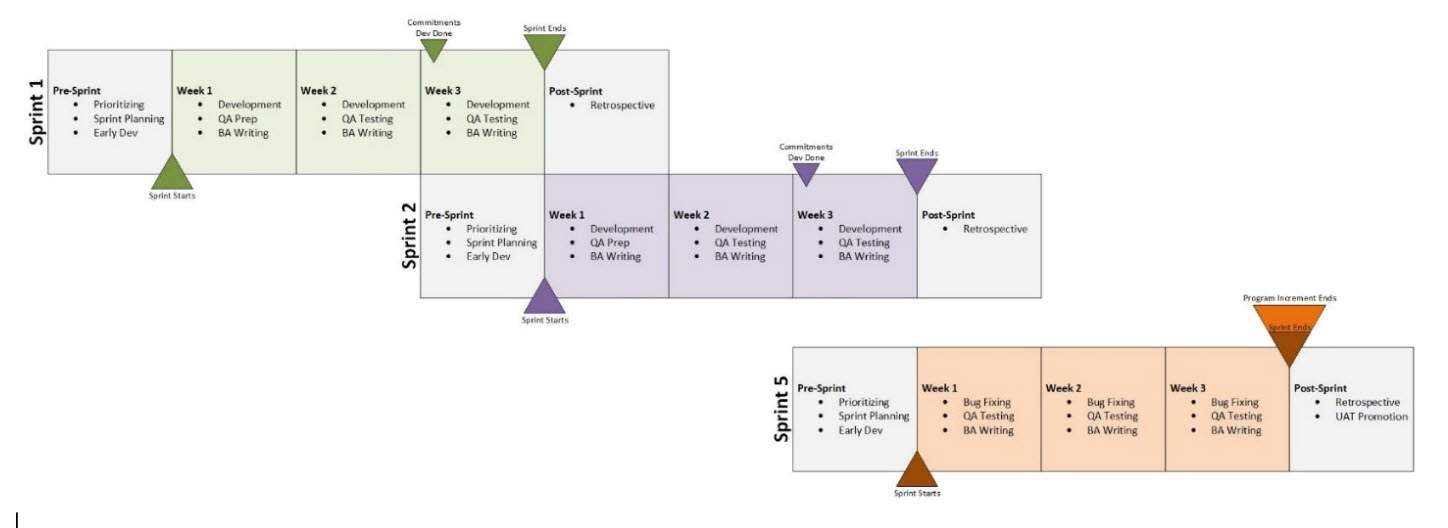 Commitments
Dev Done
Sprint Ends
Sprint 1
Pre-Sprint
• Prioritizing
• Sprint Planning
• Early Dev
Week 1
• Development
• QA Prep
• BA Writing
Week 2
• Development
• QA Testing
• BA Writing
Week 3
• Development
• QA Testing
• BA Writing
Post-Sprint
• Retrospective
Sprint Starts
Commitments
Dev Done
Sprint Ends
Sprint 2
Pre-Sprint
• Prioritizing
• Sprint Planning
• Early Dev
Week 1
• Development
• QA Prep
• BA Writing
Week 2
• Development
• QA Testing
• BA Writing
Week 3
• Development
• QA Testing
• BA Writing
Post-Sprint
• Retrospective
Sprint Starts
Program Increment Ends
Sprint Ends
Sprint 5
Pre-Sprint
• Prioritizing
• Sprint Planning
• Early Dev
Week 1
• Bug Fixing
• QA Testing
• BA Writing
Week 2
• Bug Fixing
• QA Testing
• BA Writing
Week 3
• Bug Fixing
• QA Testing
• BA Writing
Post-Sprint
• Retrospective
• UAT Promotion
Sprint Starts